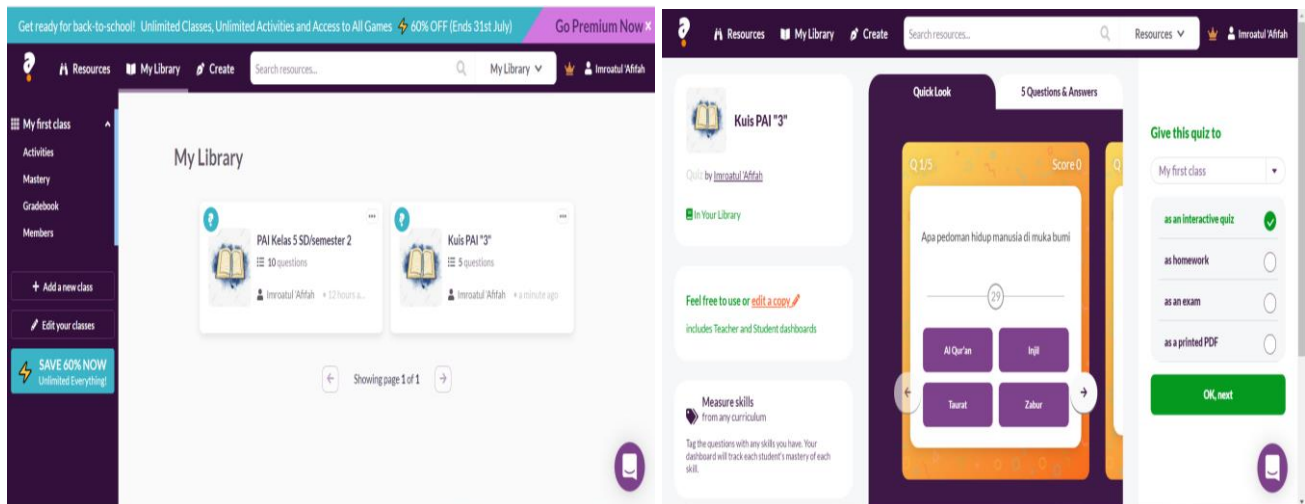 Get ready for back-to-school! Unlimited Classes, Unlimited Activities and Access to All Games ⚡ 60% OFF (Ends 31st July) Go Premium Now x
Resources My Library Create Search resources... My Library Imroatul 'Afifah
My first class
Activities
Mastery
Gradebook
Members
+ Add a new class
Edit your classes
SAVE 60% NOW
Unlimited Everything!
My Library
PAI Kelas 5 SD/semester 2
10 questions
Imroatul 'Afifah • 12 hours a...
Kuis PAI "3"
5 questions
Imroatul 'Afifah • a minute ago
← Showing page 1 of 1 →
Resources My Library Create Search resources... Resources Imroatul 'Afifah
Kuis PAI "3"
Quiz by Imroatul 'Afifah
In Your Library
Feel free to use or edit a copy
includes Teacher and Student dashboards
Measure skills
from any curriculum
Tag the questions with any skills you have. Your
dashboard will track each student's mastery of each
skill.
Quick Look 5 Questions & Answers
Q 1/5 Score 0 Q
Apa pedoman hidup manusia di muka bumi
29
Al Qur'an Injil
Taurat Zabur
Give this quiz to
My first class
as an interactive quiz
as homework
as an exam
as a printed PDF
OK, next